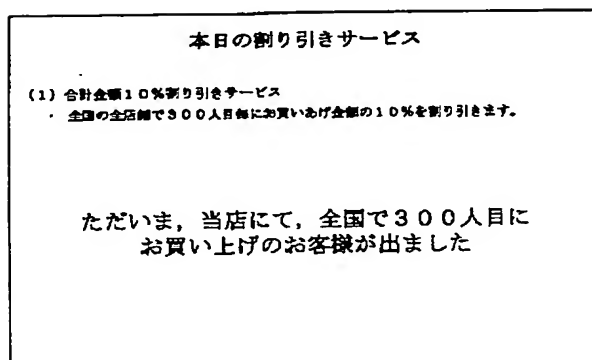 本日の割り引きサービス
(1) 合計金額10%割り引きサービス
・ 全国の全店舗で300人目毎にお買いあげ金額の10%を割り引きます。
ただいま,当店にて,全国で300人目に
お買い上げのお客様が出ました